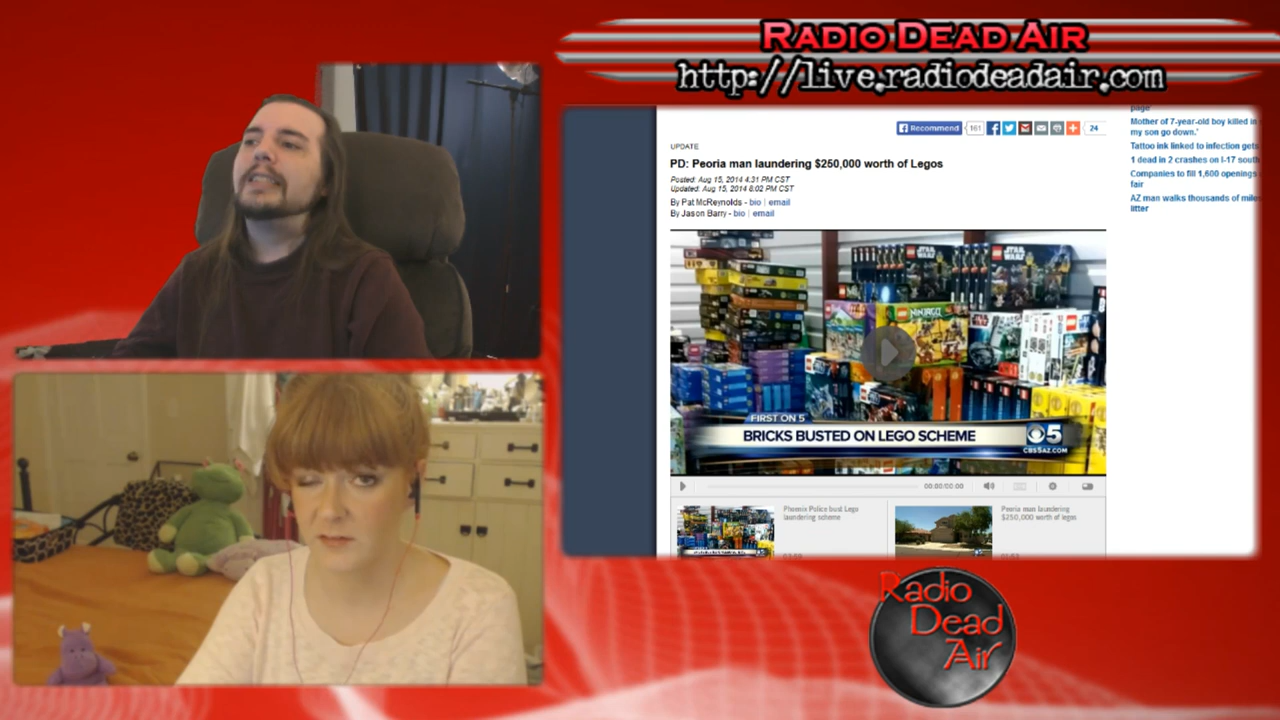 RADIO DEAD AIR
http://live.radiodeadair.com
Recommend 161 24
UPDATE
PD: Peoria man laundering $250,000 worth of Legos
Posted: Aug 15, 2014 4:31 PM CST
Updated: Aug 15, 2014 6:02 PM CST
By Pat McReynolds - bio | email
By Jason Barry - bio | email
page
Mother of 7-year-old boy killed in
my son go down.'
Tattoo ink linked to infection gets
1 dead in 2 crashes on I-17 south
Companies to fill 1,600 openings
fair
AZ man walks thousands of miles
litter
STAR WARS
STAR WARS
LEGO NINJAGO
FIRST ON 5
BRICKS BUSTED ON LEGO SCHEME
5
CBS5AZ.COM
00:00/00:00
Phoenix Police bust Lego
laundering scheme
Peoria man laundering
$250,000 worth of legos
Radio
Dead
Air